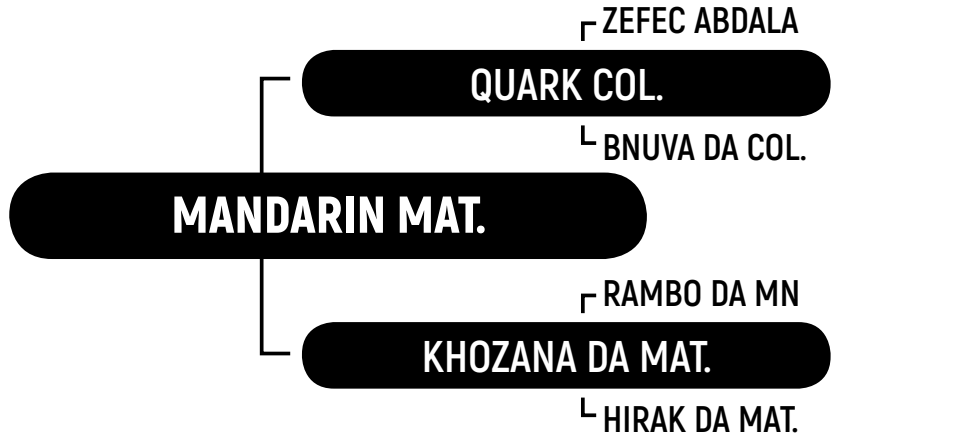 ZEFEC ABDALA
QUARK COL.
BNUVA DA COL.
MANDARIN MAT.
RAMBO DA MN
KHOZANA DA MAT.
HIRAK DA MAT.